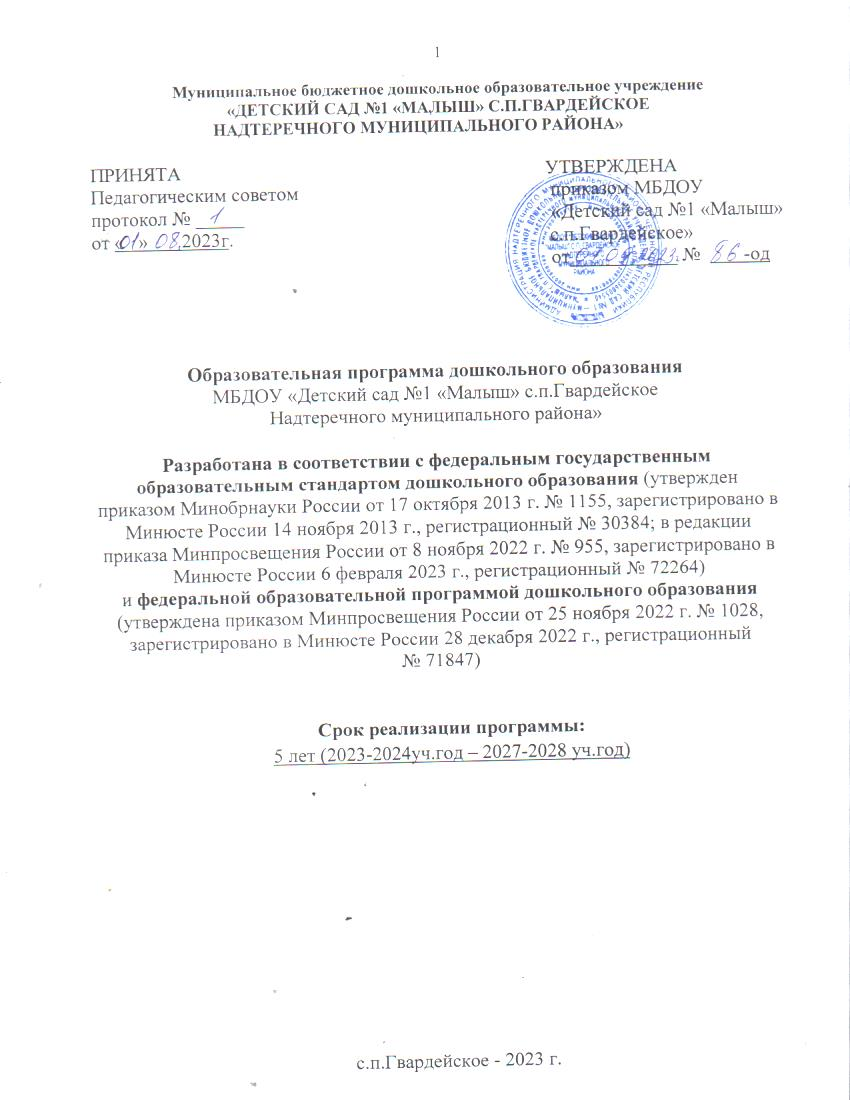 1
Муниципальное бюджетное дошкольное образовательное учреждение
«ДЕТСКИЙ САД №1 «МАЛЫШ» С.П.ГВАРДЕЙСКОЕ
НАДТЕРЕЧНОГО МУНИЦИПАЛЬНОГО РАЙОНА»
ПРИНЯТА
Педагогическим советом
протокол № 1
от «01» 08.2023г.
УТВЕРЖДЕНА
приказом МБДОУ
«Детский сад №1 «Малыш»
с.п.Гвардейское»
от 2023г. № 86-од
Образовательная программа дошкольного образования
МБДОУ «Детский сад №1 «Малыш» с.п.Гвардейское
Надтеречного муниципального района»
Разработана в соответствии с федеральным государственным
образовательным стандартом дошкольного образования (утвержден
приказом Минобрнауки России от 17 октября 2013 г. № 1155, зарегистрировано в
Минюсте России 14 ноября 2013 г., регистрационный № 30384; в редакции
приказа Минпросвещения России от 8 ноября 2022 г. № 955, зарегистрировано в
Минюсте России 6 февраля 2023 г., регистрационный № 72264)
и федеральной образовательной программой дошкольного образования
(утверждена приказом Минпросвещения России от 25 ноября 2022 г. № 1028,
зарегистрировано в Минюсте России 28 декабря 2022 г., регистрационный
№ 71847)
Срок реализации программы:
5 лет (2023-2024уч.год – 2027-2028 уч.год)
с.п.Гвардейское - 2023 г.